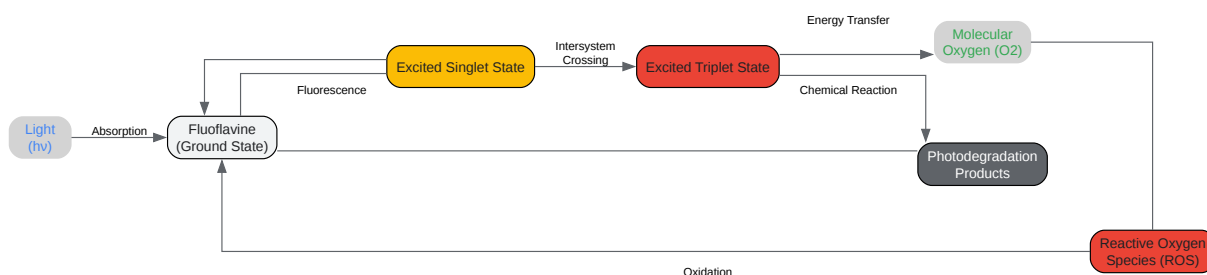 Energy Transfer
Molecular
Oxygen (O2)
Intersystem
Crossing
Excited Singlet State
Excited Triplet State
Fluorescence
Chemical Reaction
Light
(hν)
Absorption
Fluoflavine
(Ground State)
Photodegradation
Products
Reactive Oxygen
Species (ROS)
Oxidation